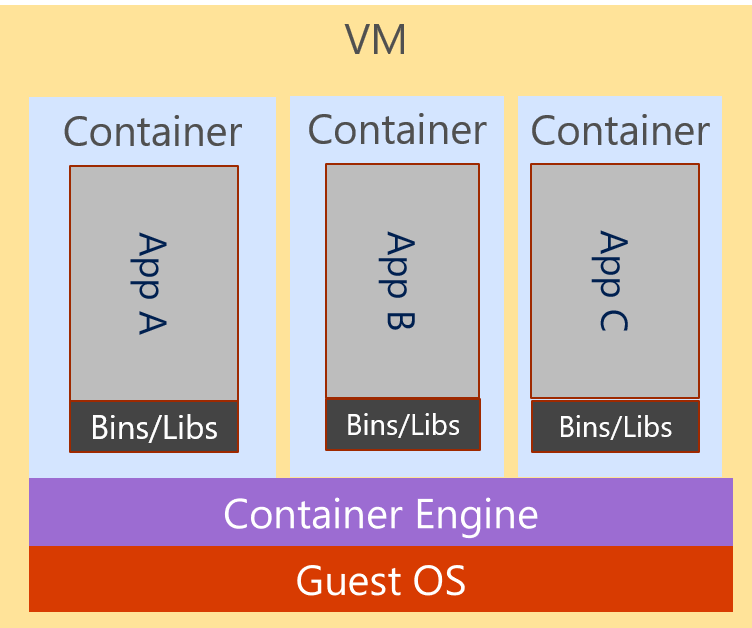 VM
Container
Container
Container
App A
App B
App C
Bins/Libs
Bins/Libs
Bins/Libs
Container Engine
Guest OS